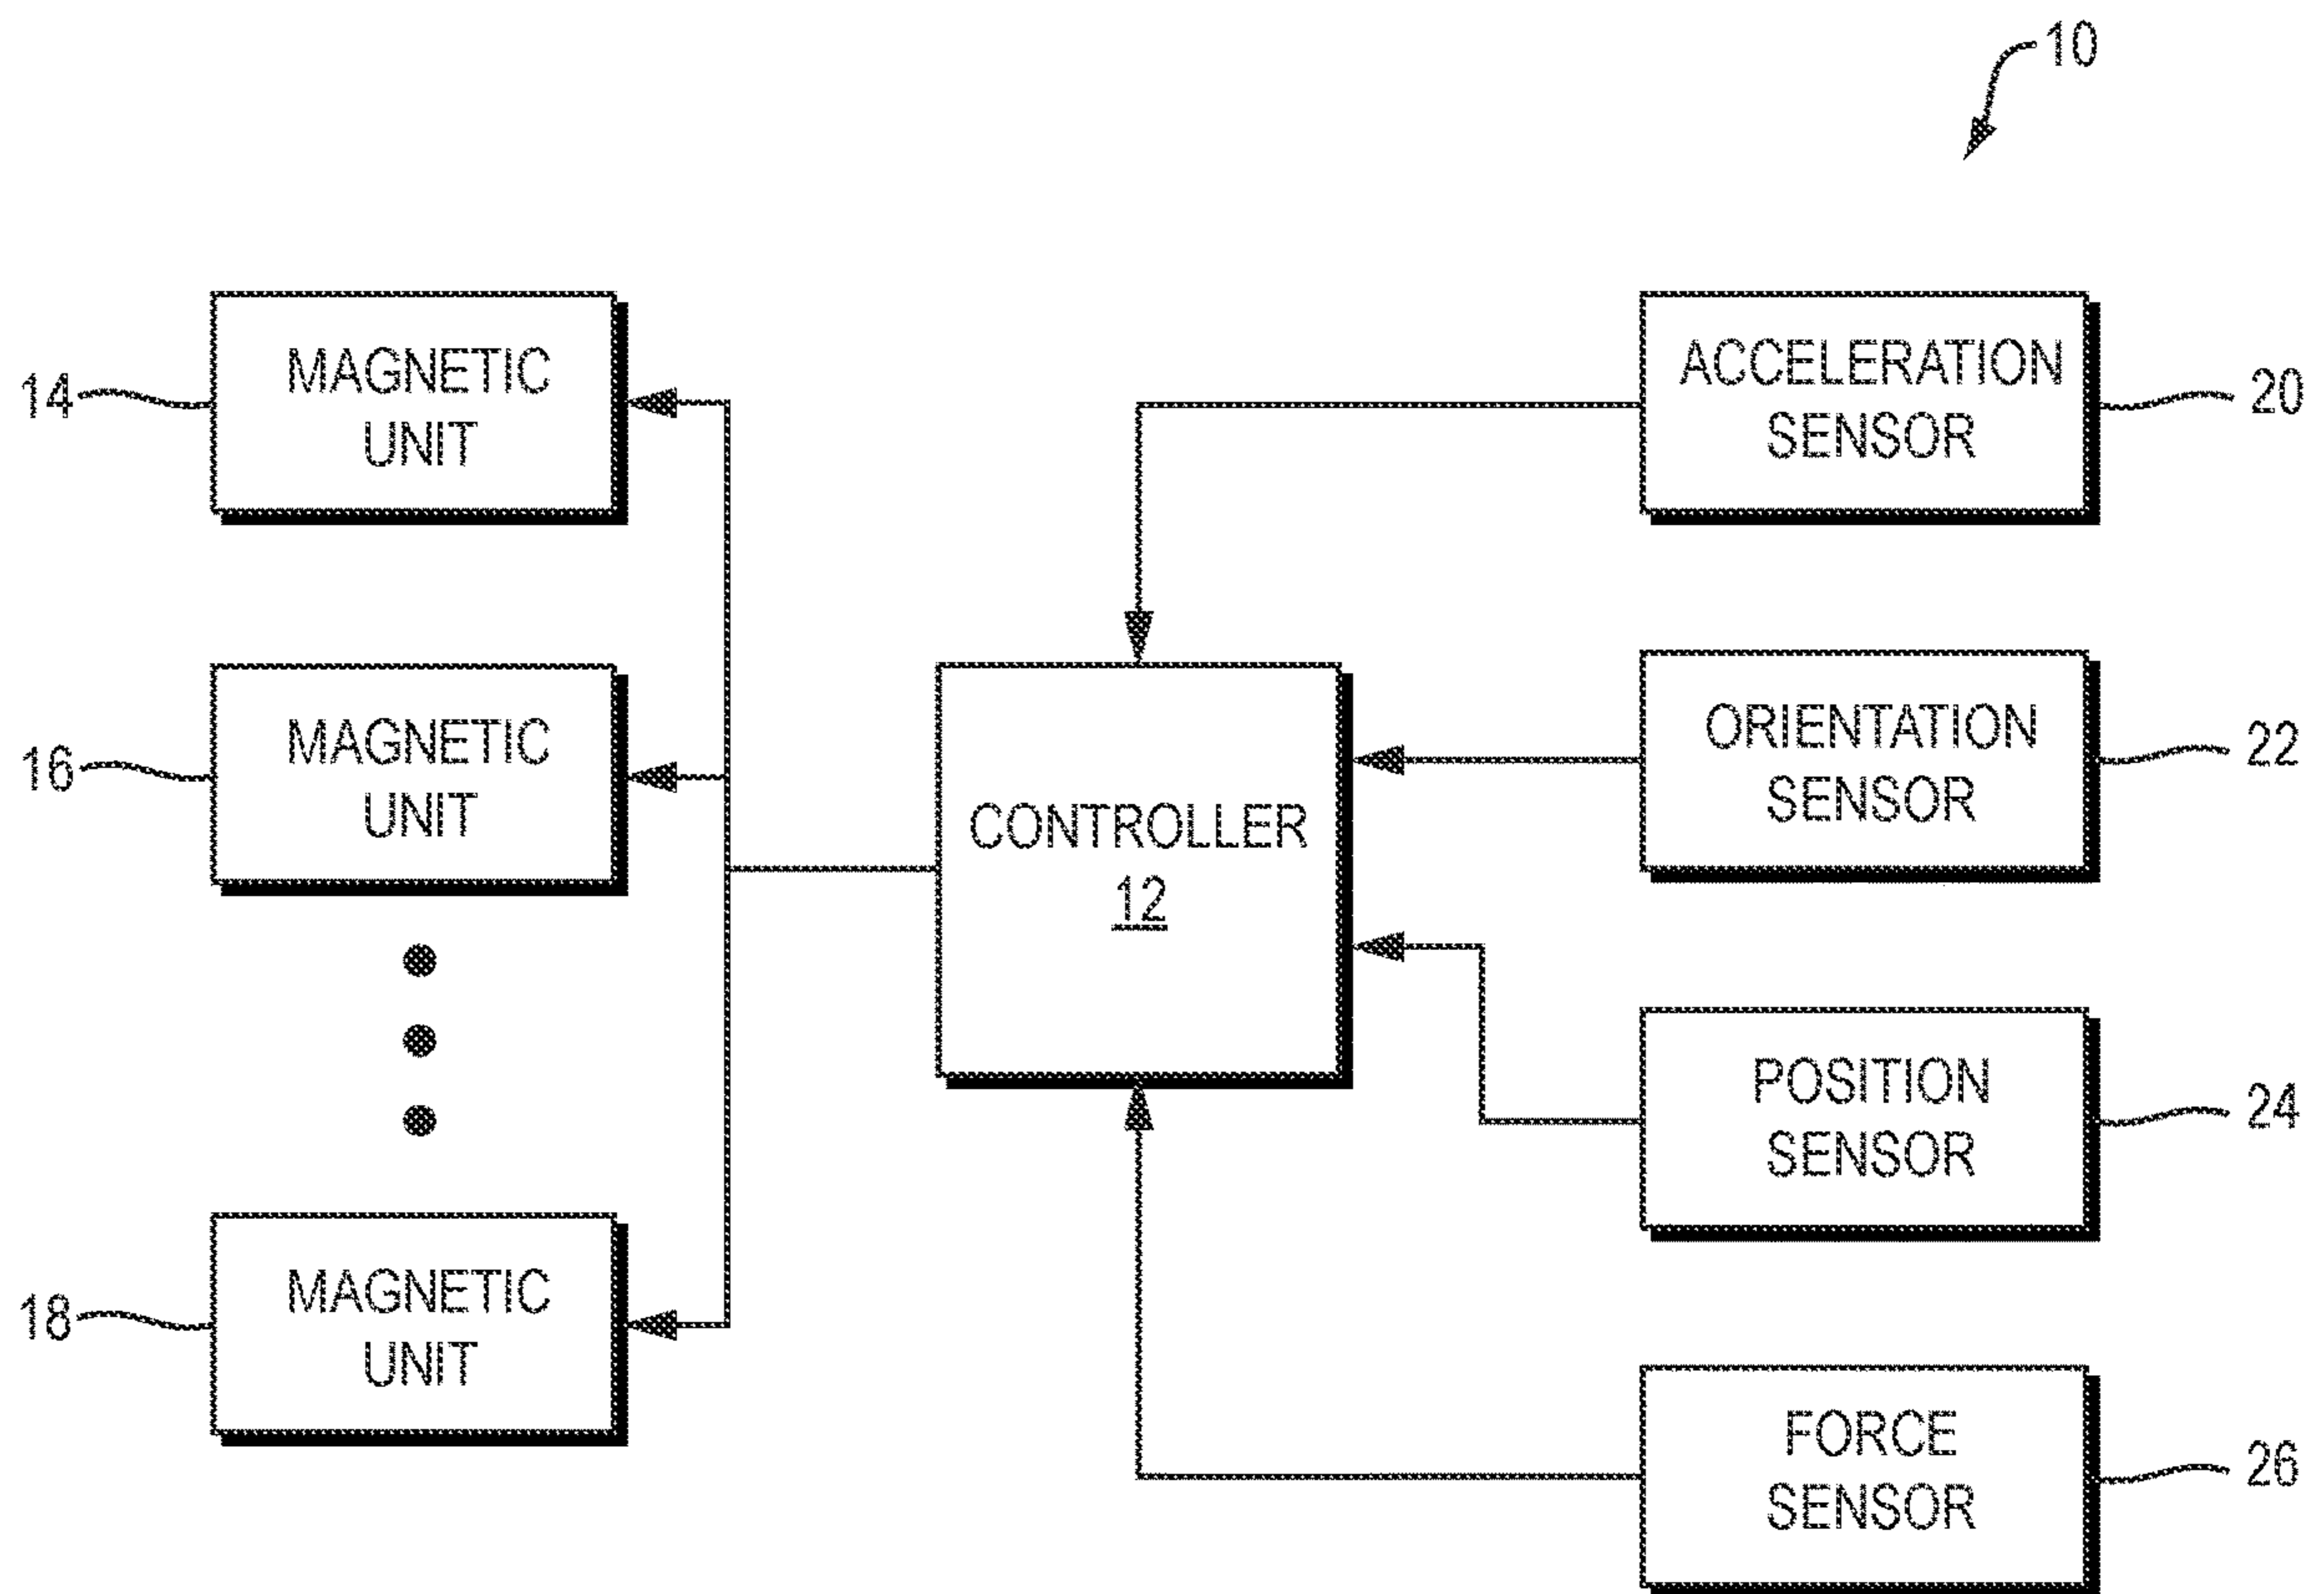 10
14
MAGNETIC
UNIT
ACCELERATION
SENSOR
20
16
MAGNETIC
UNIT
CONTROLLER
12
ORIENTATION
SENSOR
22
POSITION
SENSOR
24
18
MAGNETIC
UNIT
FORCE
SENSOR
26